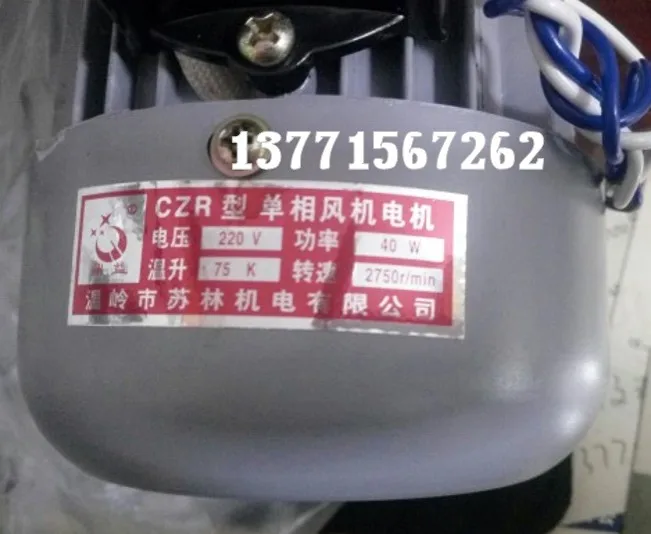 13771567262
CZR型 单相风机电机
电压 220 V 功率 40 W
温升 75 K 转速 2750r/min
温岭市苏林机电有限公司